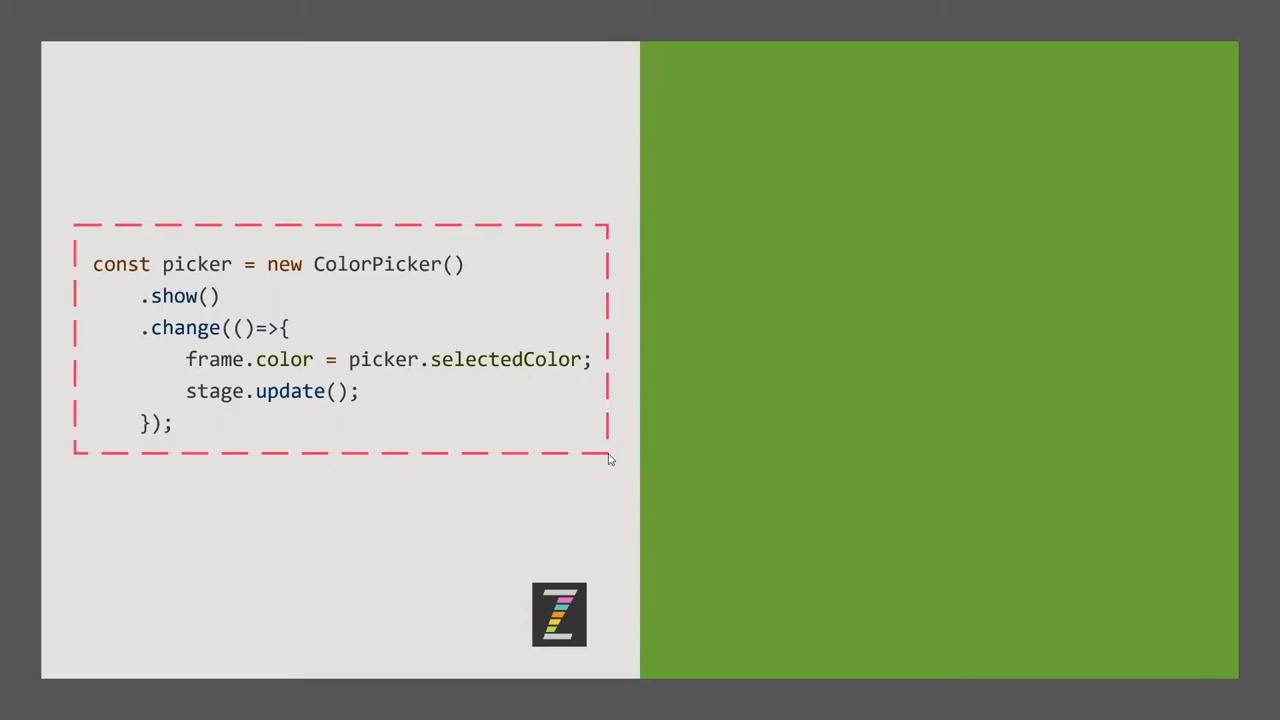 const picker = new ColorPicker()
.show()
.change(()=>{
frame.color = picker.selectedColor;
stage.update();
});
Z